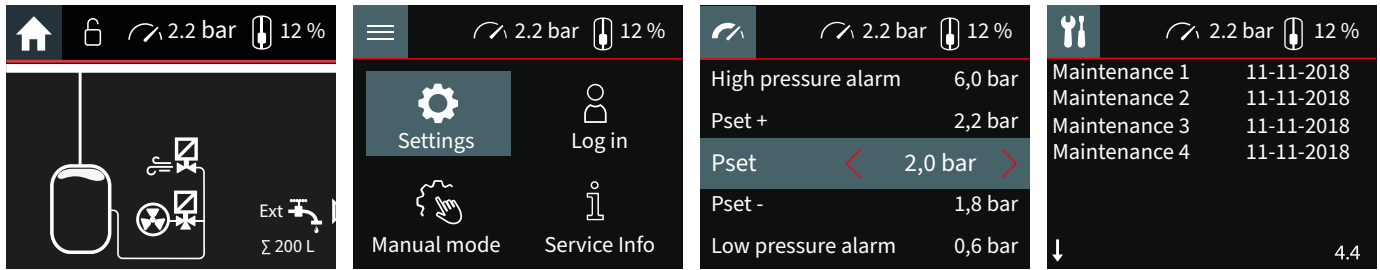 2.2 bar 12 %
Ext
∑ 200 L
2.2 bar 12 %
Settings Log in
Manual mode Service Info
2.2 bar 12 %
High pressure alarm 6,0 bar
Pset + 2,2 bar
Pset 2,0 bar
Pset - 1,8 bar
Low pressure alarm 0,6 bar
2.2 bar 12 %
Maintenance 1 11-11-2018
Maintenance 2 11-11-2018
Maintenance 3 11-11-2018
Maintenance 4 11-11-2018
4.4